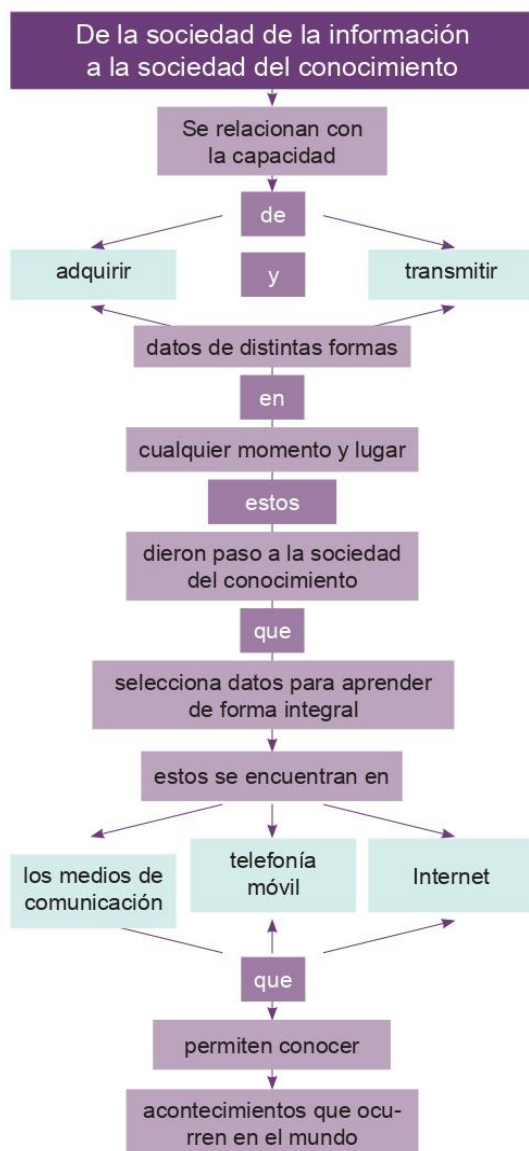 De la sociedad de la información
a la sociedad del conocimiento
Se relacionan con
la capacidad
de
adquirir
y
transmitir
datos de distintas formas
en
cualquier momento y lugar
estos
dieron paso a la sociedad
del conocimiento
que
selecciona datos para aprender
de forma integral
estos se encuentran en
los medios de
comunicación
telefonía
móvil
Internet
que
permiten conocer
acontecimientos que ocu-
rren en el mundo